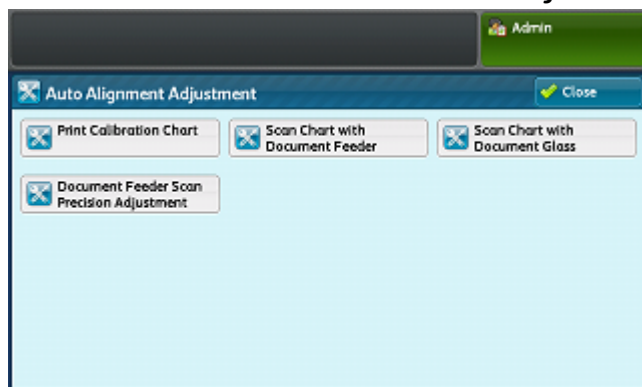 Admin
Auto Alignment Adjustment
Close
Print Calibration Chart
Scan Chart with
Document Feeder
Scan Chart with
Document Glass
Document Feeder Scan
Precision Adjustment